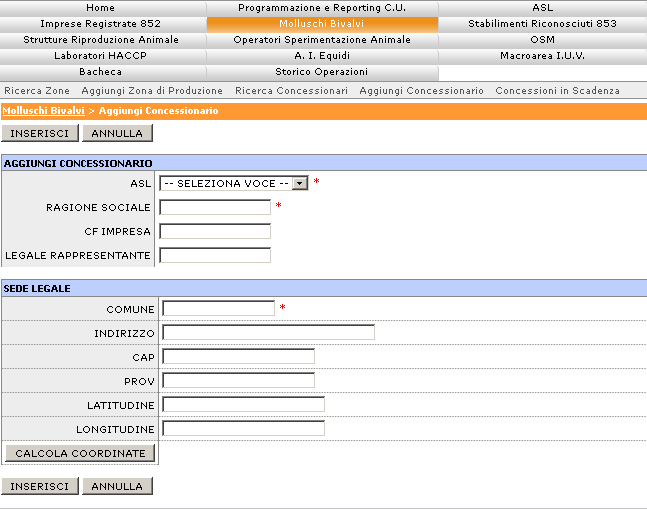 Home Programmazione e Reporting C.U. ASL
Imprese Registrate 852 Molluschi Bivalvi Stabilimenti Riconosciuti 853
Strutture Riproduzione Animale Operatori Sperimentazione Animale OSM
Laboratori HACCP A. I. Equidi Macroarea I.U.V.
Bacheca Storico Operazioni
Ricerca Zone Aggiungi Zona di Produzione Ricerca Concessionari Aggiungi Concessionario Concessioni in Scadenza
Molluschi Bivalvi > Aggiungi Concessionario
INSERISCI ANNULLA
AGGIUNGI CONCESSIONARIO
ASL -- SELEZIONA VOCE -- *
RAGIONE SOCIALE *
CF IMPRESA
LEGALE RAPPRESENTANTE
SEDE LEGALE
COMUNE *
INDIRIZZO
CAP
PROV
LATITUDINE
LONGITUDINE
CALCOLA COORDINATE
INSERISCI ANNULLA